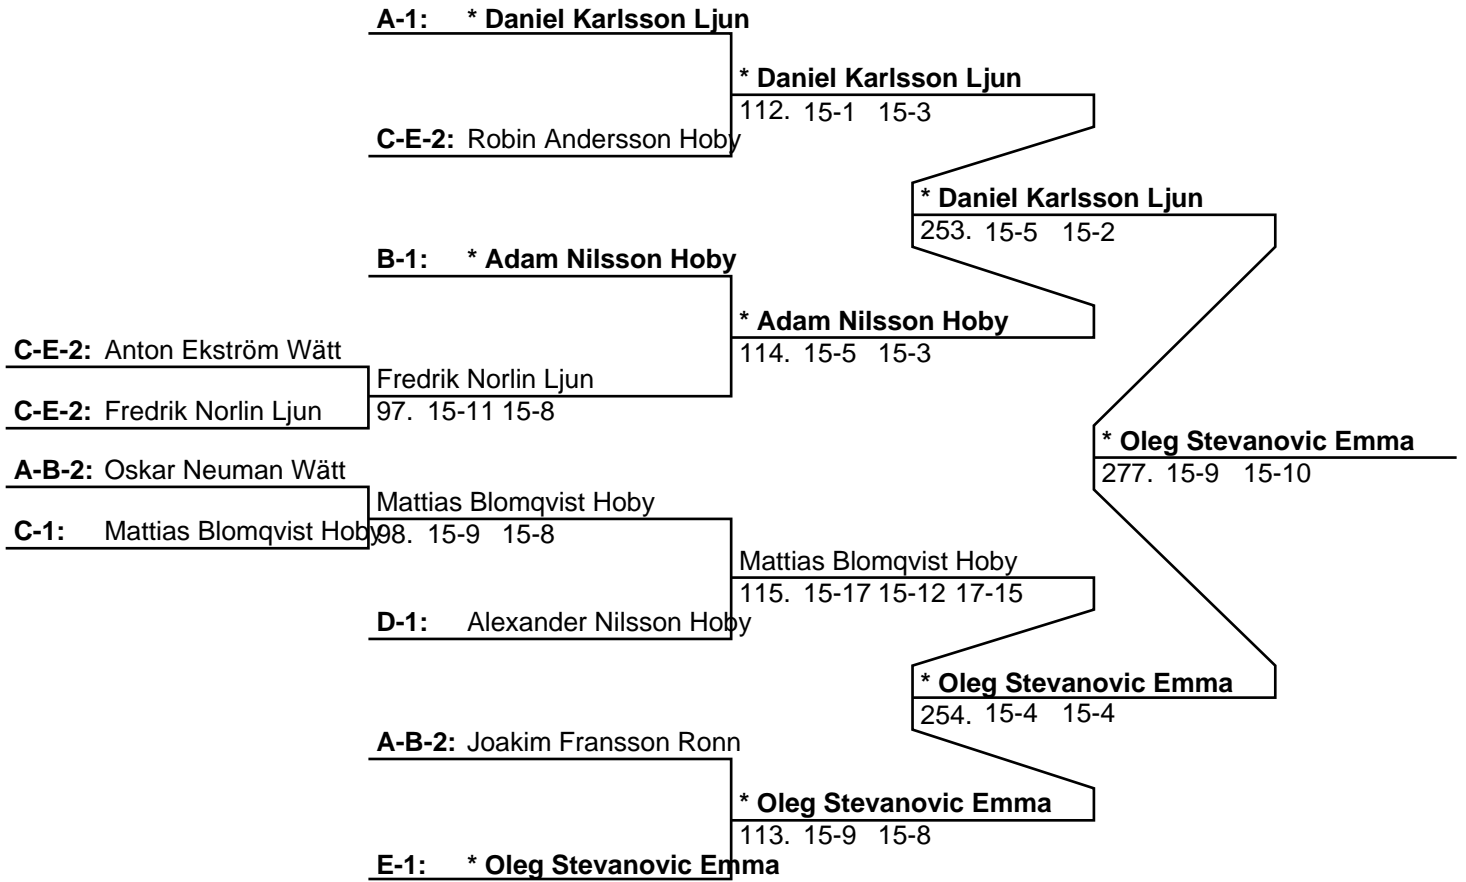 A-1: * Daniel Karlsson Ljun
* Daniel Karlsson Ljun
112. 15-1 15-3
C-E-2: Robin Andersson Hoby
* Daniel Karlsson Ljun
253. 15-5 15-2
B-1: * Adam Nilsson Hoby
* Adam Nilsson Hoby
114. 15-5 15-3
C-E-2: Anton Ekström Wätt
Fredrik Norlin Ljun
97. 15-11 15-8
C-E-2: Fredrik Norlin Ljun
* Oleg Stevanovic Emma
277. 15-9 15-10
A-B-2: Oskar Neuman Wätt
Mattias Blomqvist Hoby
98. 15-9 15-8
C-1: Mattias Blomqvist Hoby
Mattias Blomqvist Hoby
115. 15-17 15-12 17-15
D-1: Alexander Nilsson Hoby
* Oleg Stevanovic Emma
254. 15-4 15-4
A-B-2: Joakim Fransson Ronn
* Oleg Stevanovic Emma
113. 15-9 15-8
E-1: * Oleg Stevanovic Emma